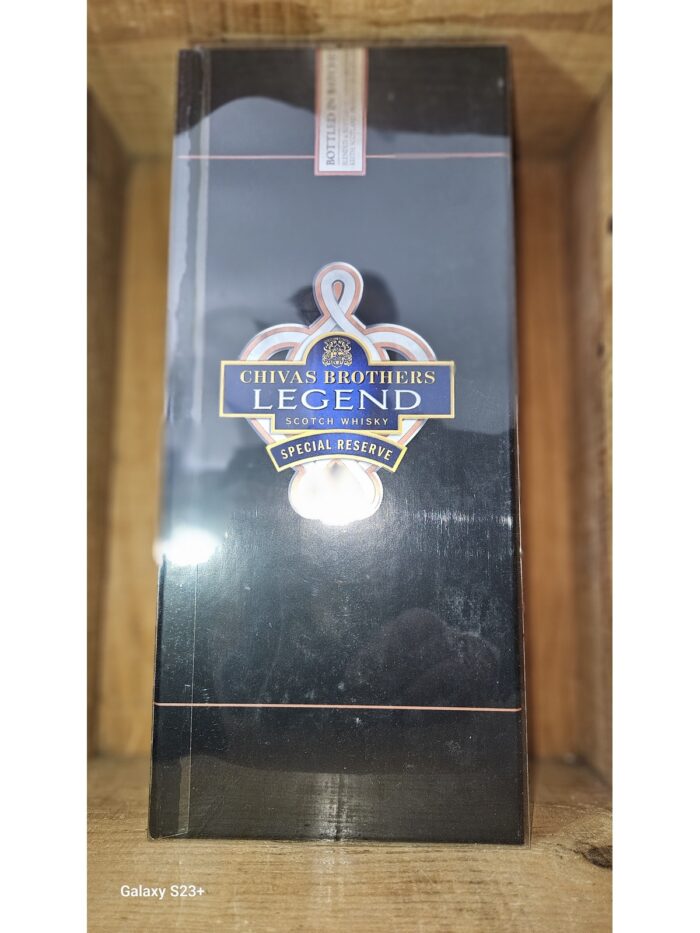 BOTTLED IN
CHIVAS BROTHERS
LEGEND
SCOTCH WHISKY
SPECIAL RESERVE
Galaxy S23+